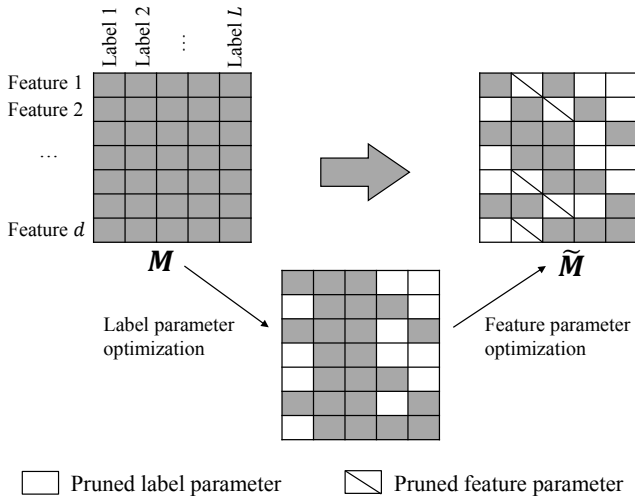 Label 1
Label 2
...
Label L
Feature 1
Feature 2
...
Feature d
M
M̃
Label parameter
optimization
Feature parameter
optimization
Pruned label parameter
Pruned feature parameter